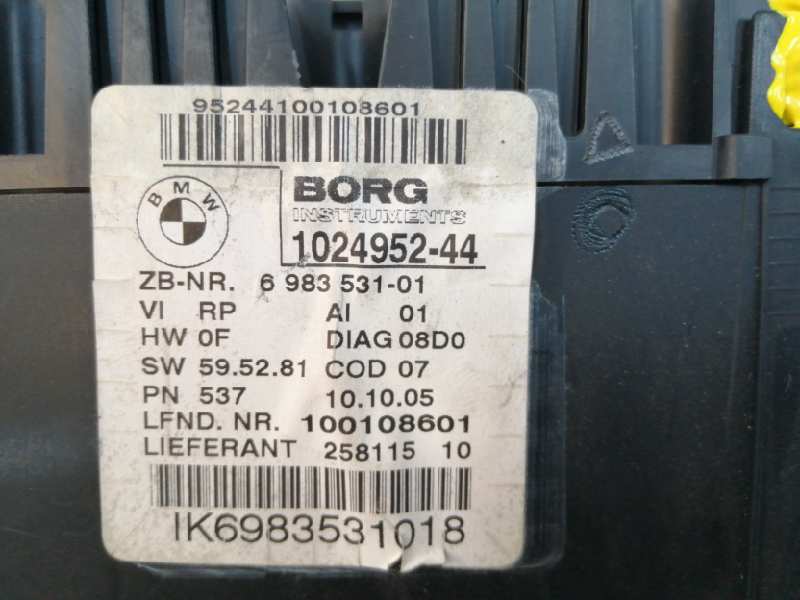 95244100108601
BMW
BORG
INSTRUMENTS
1024952-44
ZB-NR. 6 983 531-01
VI RP AI 01
HW 0F DIAG 08D0
SW 59.52.81 COD 07
PN 537 10.10.05
LFND. NR. 100108601
LIEFERANT 258115 10
IK6983531018